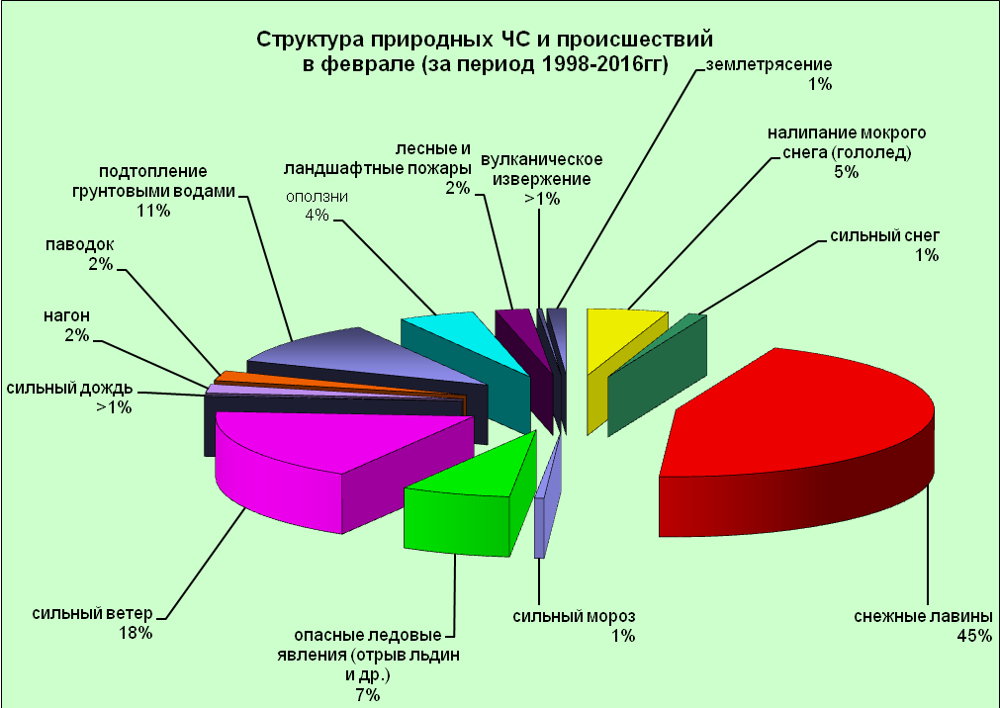 Структура природных ЧС и происшествий
в феврале (за период 1998-2016гг)
землетрясение
1%
налипание мокрого
снега (гололед)
5%
сильный снег
1%
снежные лавины
45%
сильный мороз
1%
опасные ледовые
явления (отрыв льдин
и др.)
7%
сильный ветер
18%
сильный дождь
>1%
нагон
2%
паводок
2%
подтопление
грунтовыми водами
11%
оползни
4%
лесные и
ландшафтные пожары
2%
вулканическое
извержение
>1%